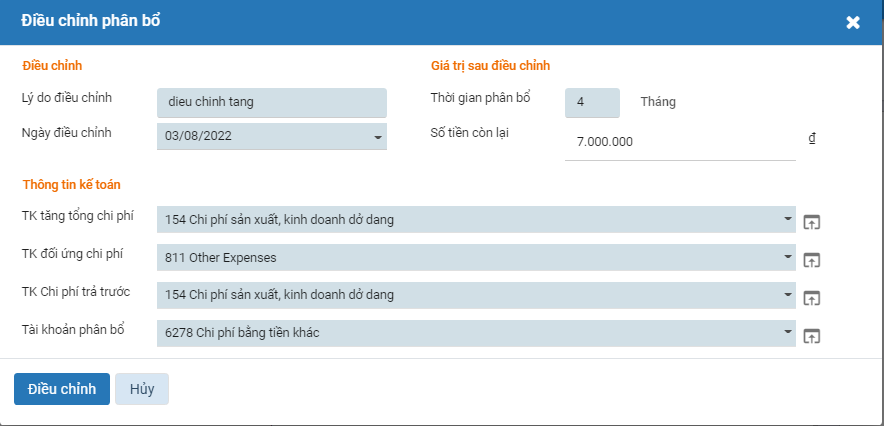 Điều chỉnh phân bổ
Điều chỉnh
Lý do điều chỉnh dieu chinh tang
Ngày điều chỉnh 03/08/2022
Giá trị sau điều chỉnh
Thời gian phân bổ 4 Tháng
Số tiền còn lại 7.000.000 ₫
Thông tin kế toán
TK tăng tổng chi phí 154 Chi phí sản xuất, kinh doanh dở dang
TK đối ứng chi phí 811 Other Expenses
TK Chi phí trả trước 154 Chi phí sản xuất, kinh doanh dở dang
Tài khoản phân bổ 6278 Chi phí bằng tiền khác
Điều chỉnh Hủy